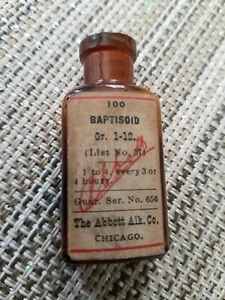 100
BAPTISOID
Gr. 1-12.
(List No.
1 to 4, every 3 or
4 hours.
Guar. Ser. No. 656
The Abbott Alk. Co.
CHICAGO.